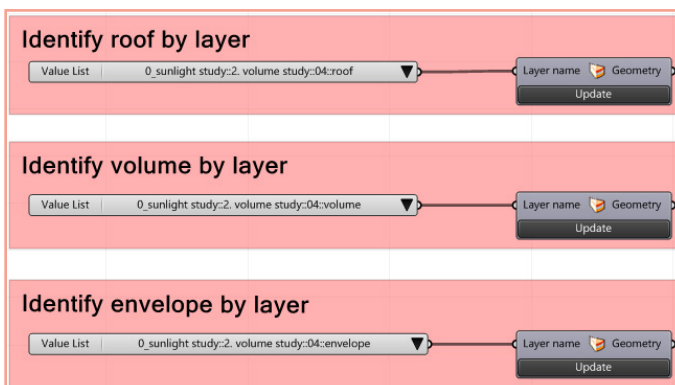 Identify roof by layer
Value List 0_sunlight study::2. volume study::04::roof Layer name Geometry
Update
Identify volume by layer
Value List 0_sunlight study::2. volume study::04::volume Layer name Geometry
Update
Identify envelope by layer
Value List 0_sunlight study::2. volume study::04::envelope Layer name Geometry
Update